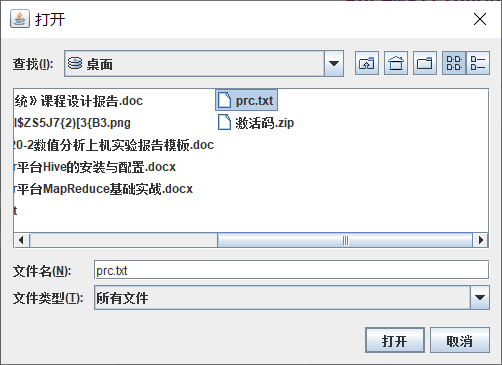 打开
查找(I): 桌面
统》课程设计报告.doc
I$ZS5J7{2)[3{B3.png
20-2数值分析上机实验报告模板.doc
r平台Hive的安装与配置.docx
r平台MapReduce基础实战.docx
t
prc.txt
激活码.zip
文件名(N): prc.txt
文件类型(T): 所有文件
打开 取消